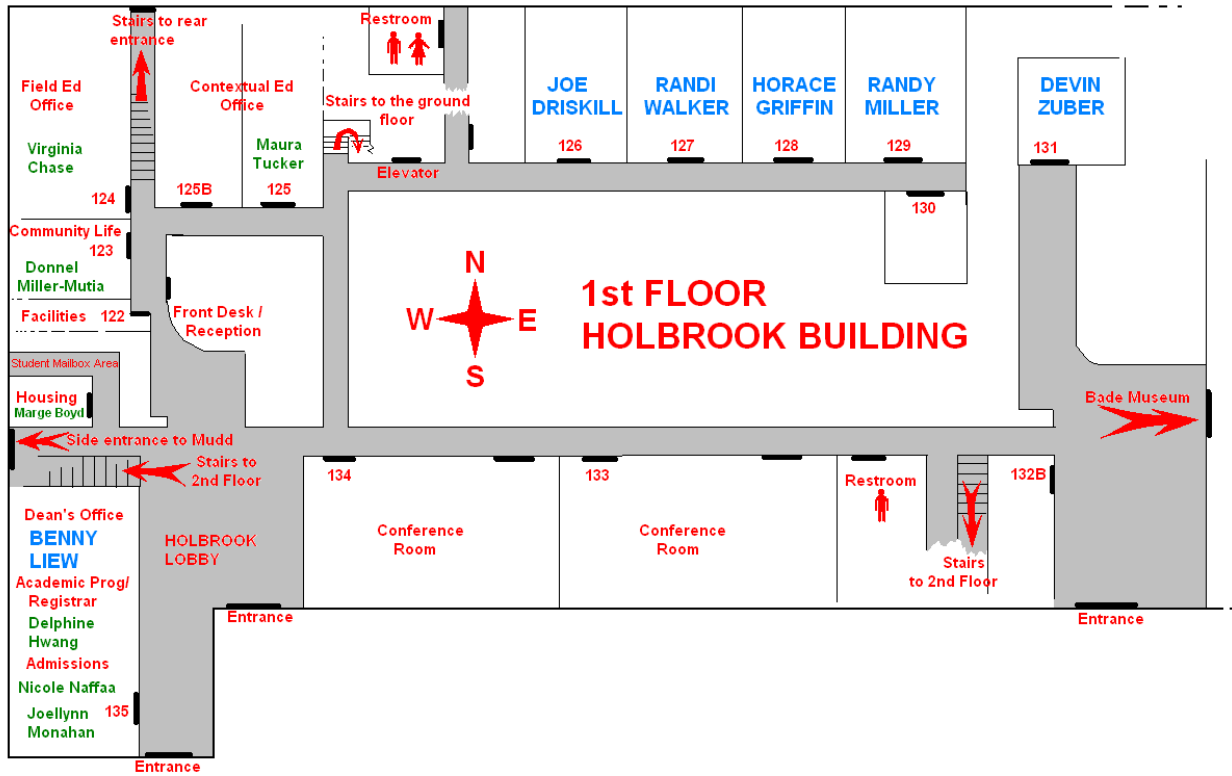 Stairs to rear
entrance
Restroom
Field Ed
Office
Contextual Ed
Office
Stairs to the ground
floor
JOE
DRISKILL
RANDI
WALKER
HORACE
GRIFFIN
RANDY
MILLER
DEVIN
ZUBER
Virginia
Chase
Maura
Tucker
126
127
128
129
131
Elevator
124
125B
125
130
Community Life
123
Donnel
Miller-Mutia
Facilities
122
Front Desk /
Reception
N
W
E
S
1st FLOOR
HOLBROOK BUILDING
Student Mailbox Area
Housing
Marge Boyd
Bade Museum
Side entrance to Mudd
Stairs to
2nd Floor
134
133
Restroom
132B
Dean's Office
BENNY
LIEW
HOLBROOK
LOBBY
Conference
Room
Conference
Room
Stairs
to 2nd Floor
Academic Prog/
Registrar
Delphine
Hwang
Entrance
Entrance
Admissions
Nicole Naffaa
Joellynn
Monahan
135
Entrance